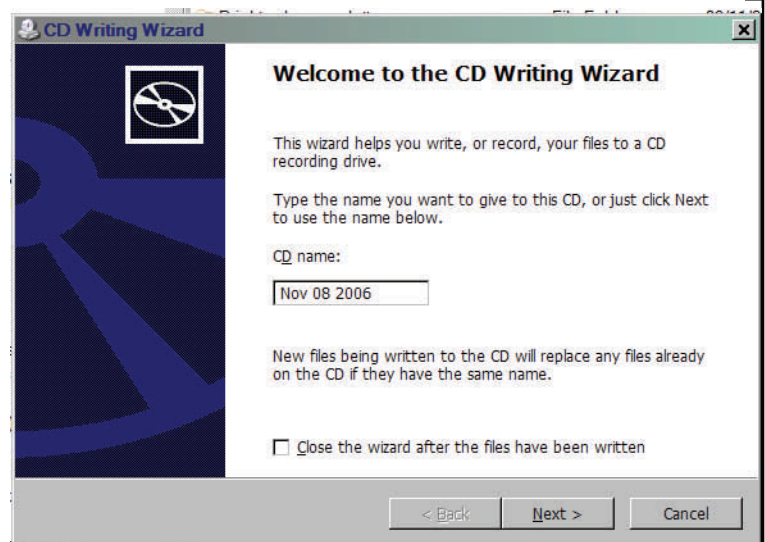 CD Writing Wizard
Welcome to the CD Writing Wizard
This wizard helps you write, or record, your files to a CD
recording drive.
Type the name you want to give to this CD, or just click Next
to use the name below.
CD name:
Nov 08 2006
New files being written to the CD will replace any files already
on the CD if they have the same name.
Close the wizard after the files have been written
< Back Next > Cancel